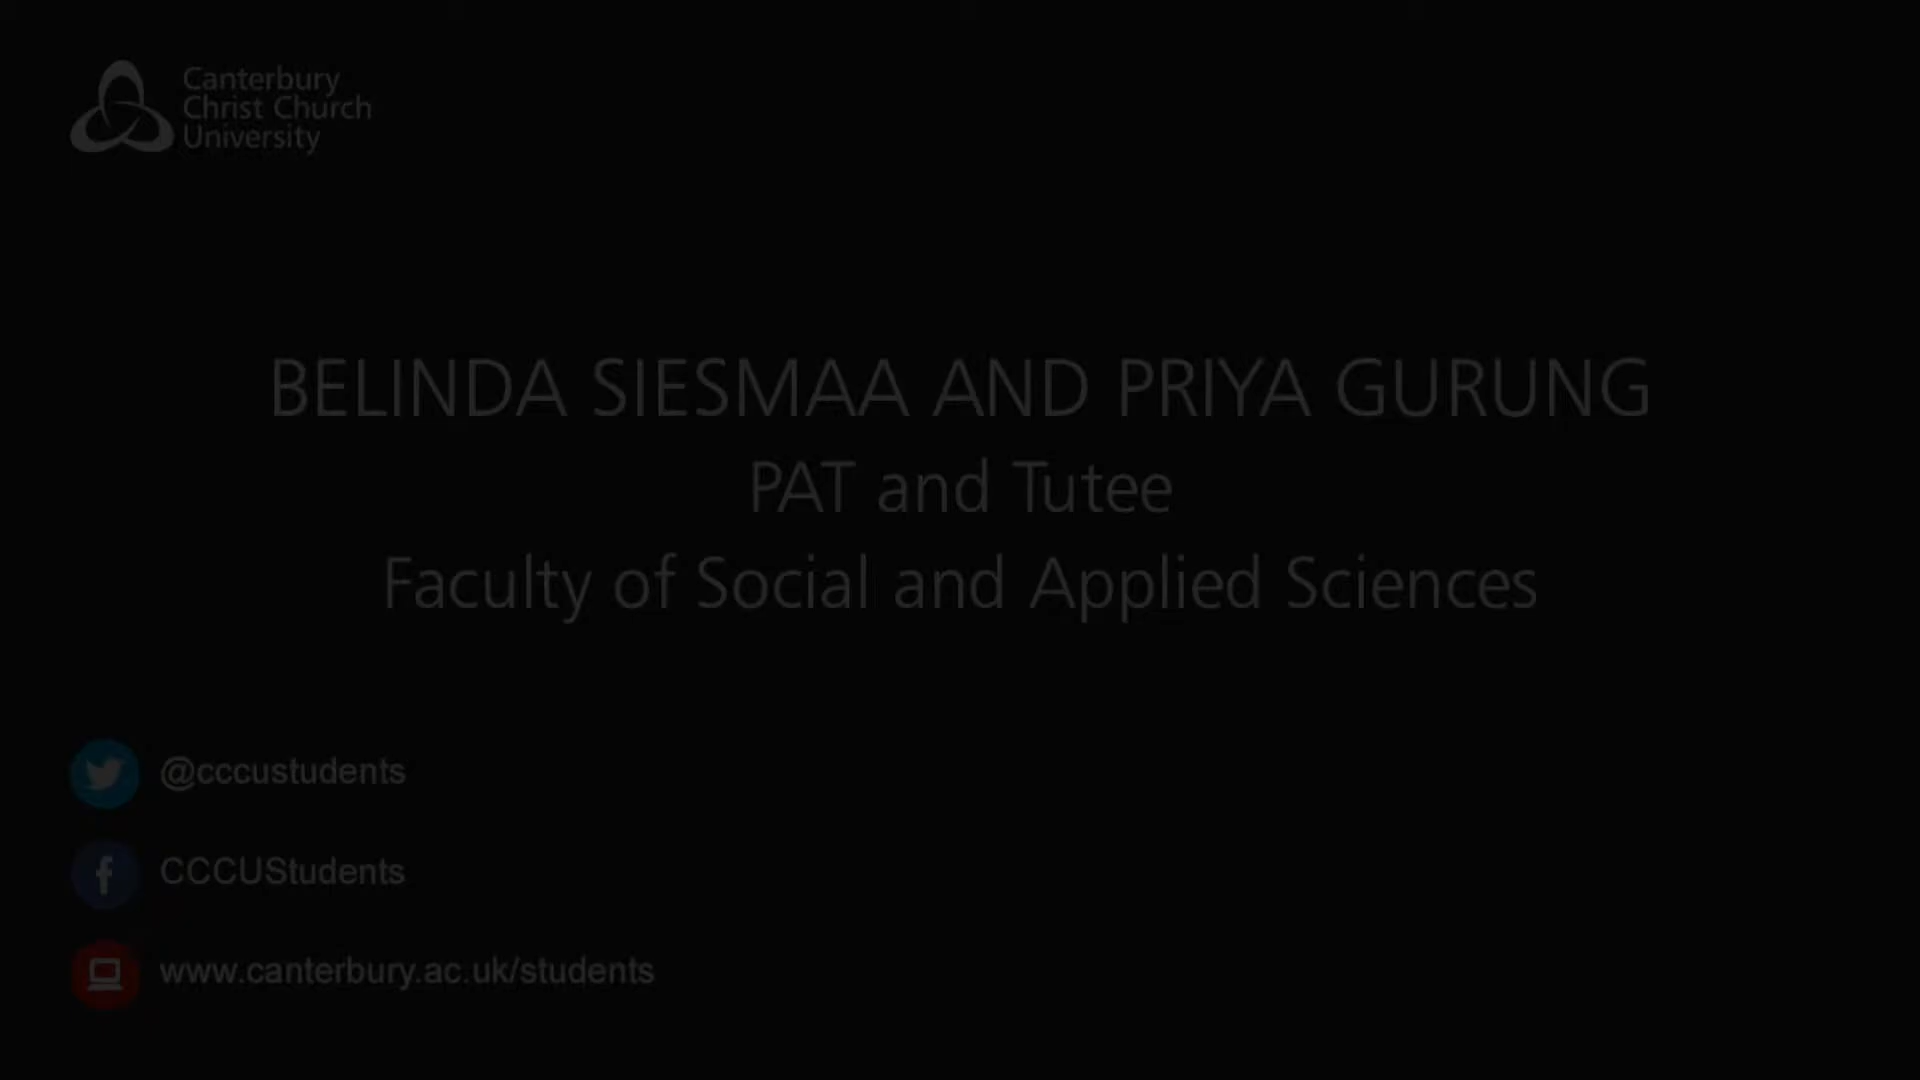 Canterbury
Christ Church
University
BELINDA SIESMAA AND PRIYA GURUNG
PAT and Tutee
Faculty of Social and Applied Sciences
@cccustudents
CCCUStudents
www.canterbury.ac.uk/students